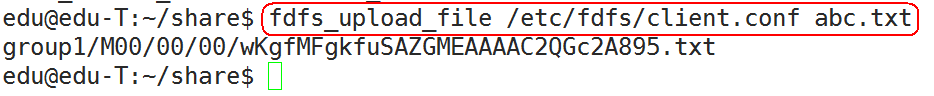 edu@edu-T:~/share$ fdfs_upload_file /etc/fdfs/client.conf abc.txt
group1/M00/00/00/wKgfMFgkfuSAZGMEAAAAC2QGc2A895.txt
edu@edu-T:~/share$